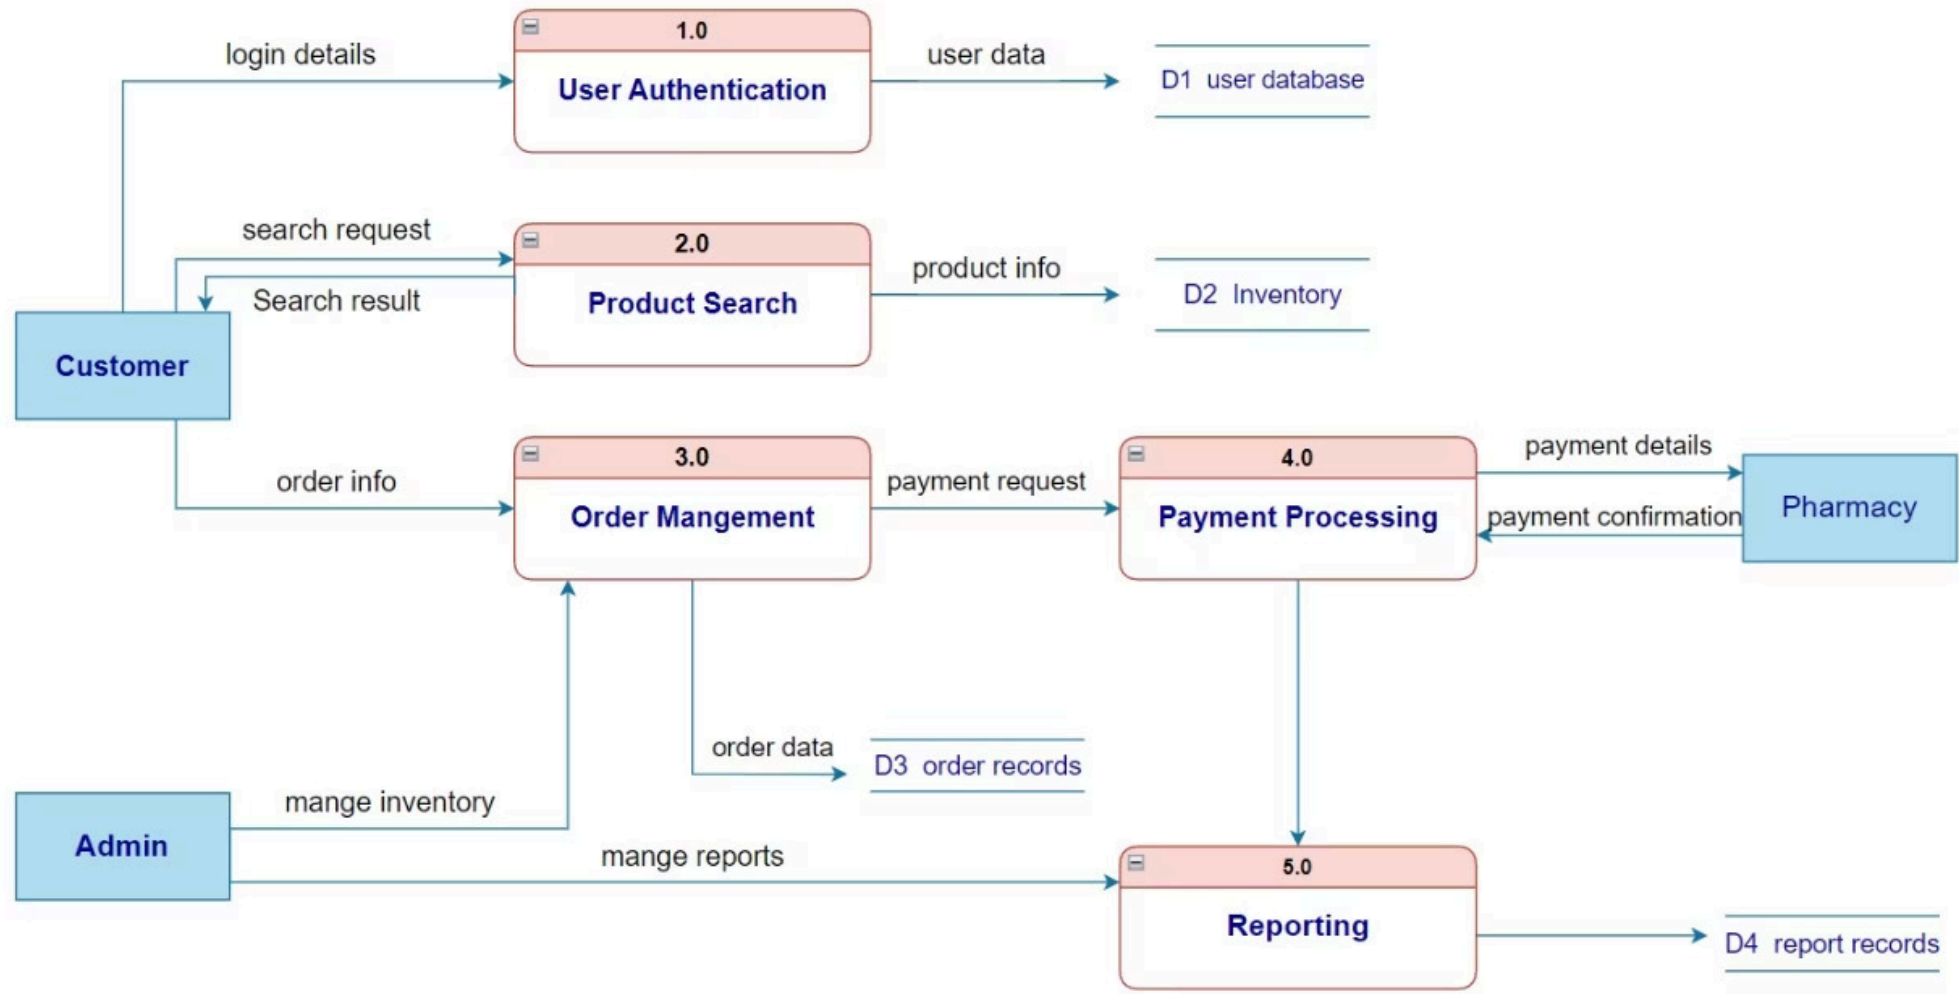 1.0
login details
user data
User Authentication
D1 user database
search request
2.0
product info
Search result
Product Search
D2 Inventory
Customer
3.0
4.0
payment details
order info
payment request
Order Mangement
Payment Processing
payment confirmation
Pharmacy
order data
D3 order records
mange inventory
Admin
mange reports
5.0
Reporting
D4 report records